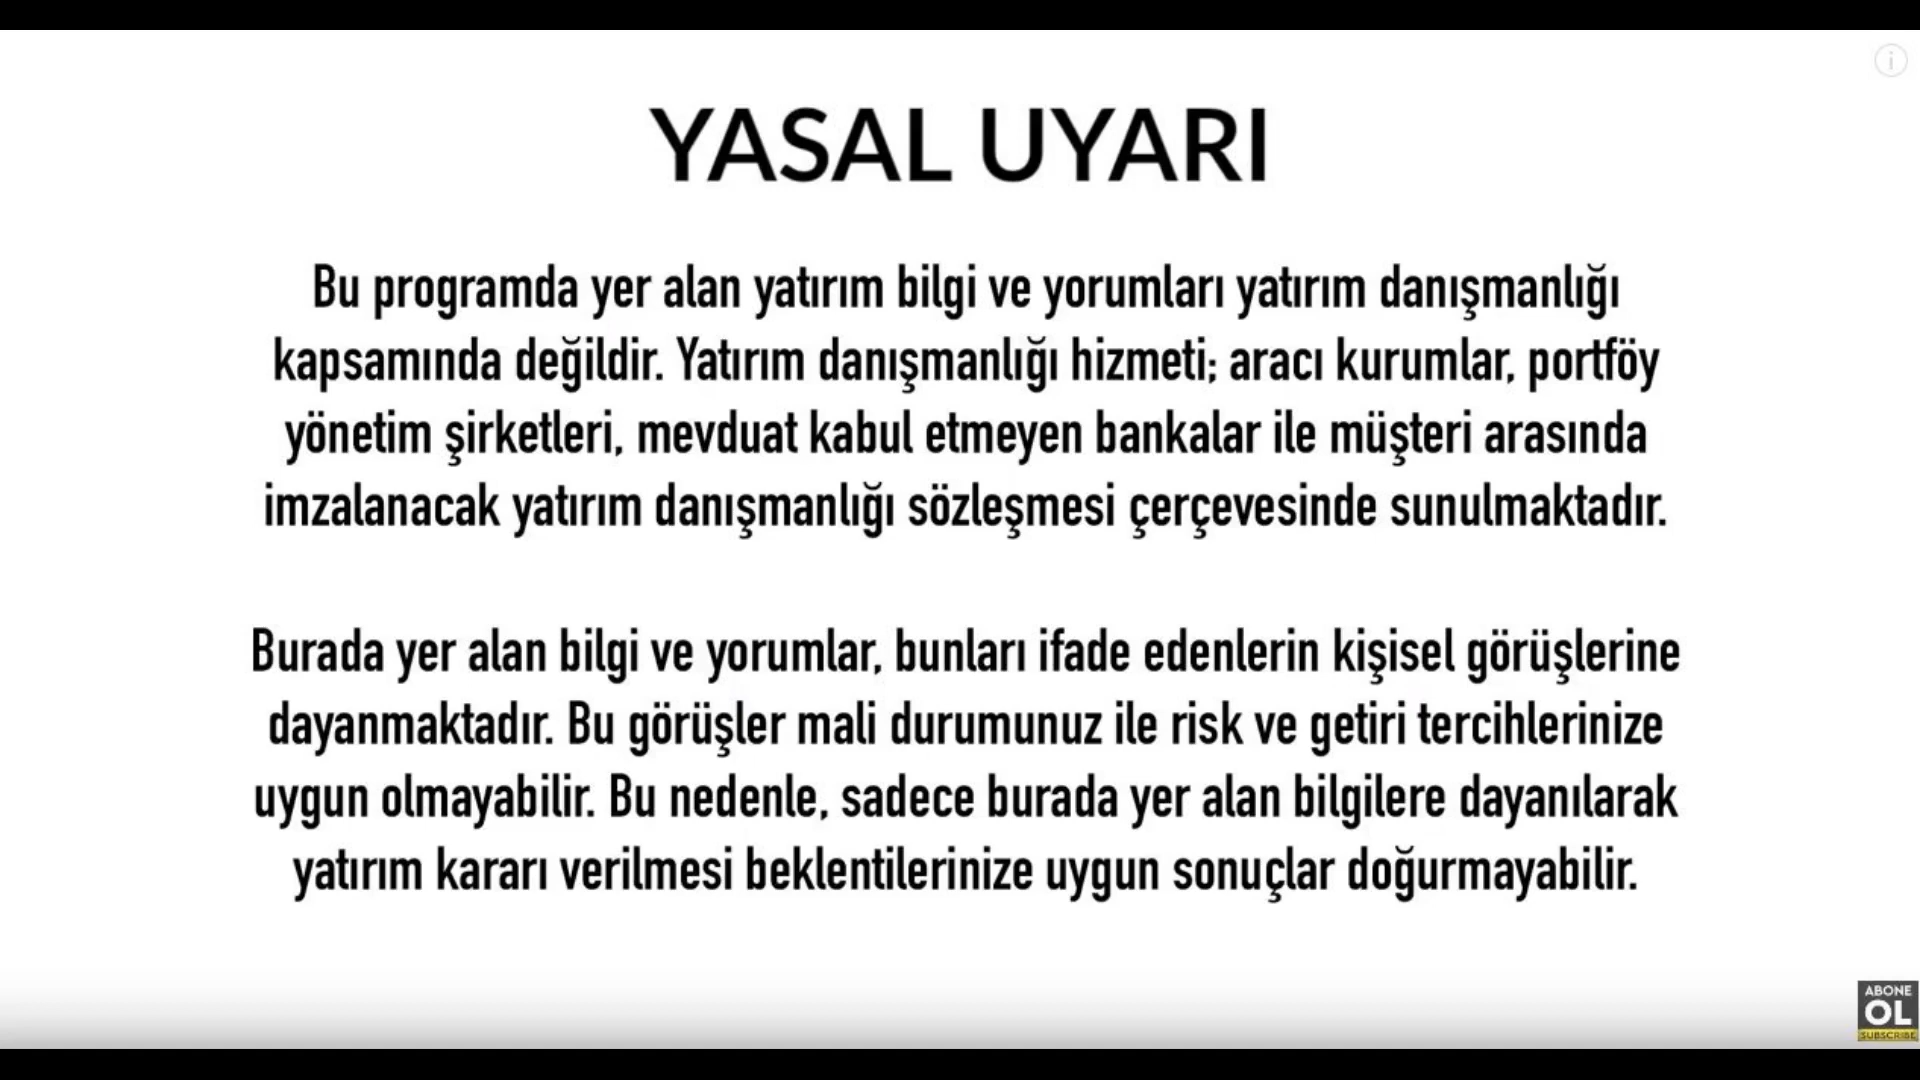 YASAL UYARI
Bu programda yer alan yatırım bilgi ve yorumları yatırım danışmanlığı
kapsamında değildir. Yatırım danışmanlığı hizmeti; aracı kurumlar, portföy
yönetim şirketleri, mevduat kabul etmeyen bankalar ile müşteri arasında
imzalanacak yatırım danışmanlığı sözleşmesi çerçevesinde sunulmaktadır.
Burada yer alan bilgi ve yorumlar, bunları ifade edenlerin kişisel görüşlerine
dayanmaktadır. Bu görüşler mali durumunuz ile risk ve getiri tercihlerinize
uygun olmayabilir. Bu nedenle, sadece burada yer alan bilgilere dayanılarak
yatırım kararı verilmesi beklentilerinize uygun sonuçlar doğurmayabilir.
ABONE
OL
SUBSCRIBE